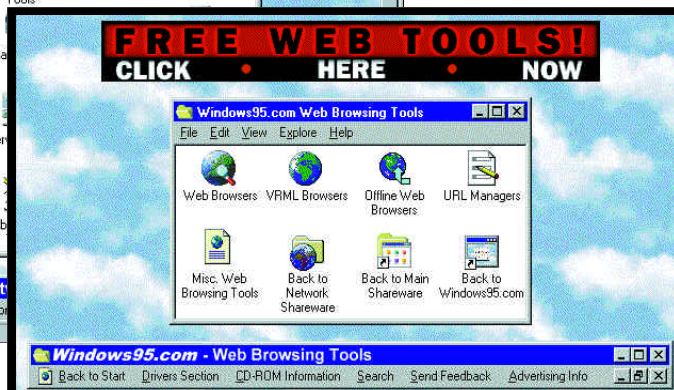 Tools
FREE WEB TOOLS!
CLICK • HERE • NOW
Windows95.com Web Browsing Tools
File Edit View Explore Help
Web Browsers VRML Browsers Offline Web Browsers URL Managers
Misc. Web Browsing Tools Back to Network Shareware Back to Main Shareware Back to Windows95.com
Windows95.com - Web Browsing Tools
Back to Start Drivers Section CD-ROM Information Search Send Feedback Advertising Info